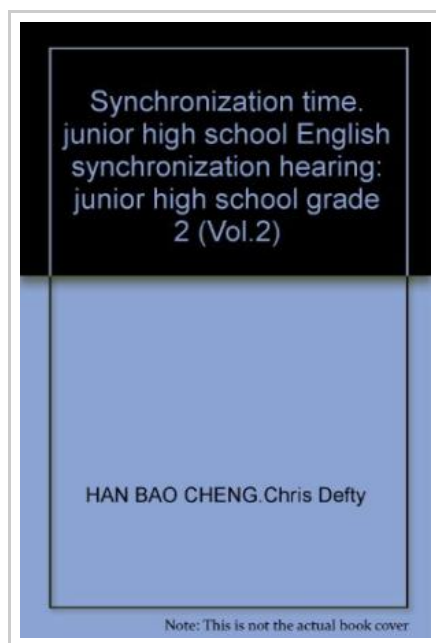 Synchronization time.
junior high school English
synchronization hearing:
junior high school grade
2 (Vol.2)
HAN BAO CHENG.Chris Defty
Note: This is not the actual book cover